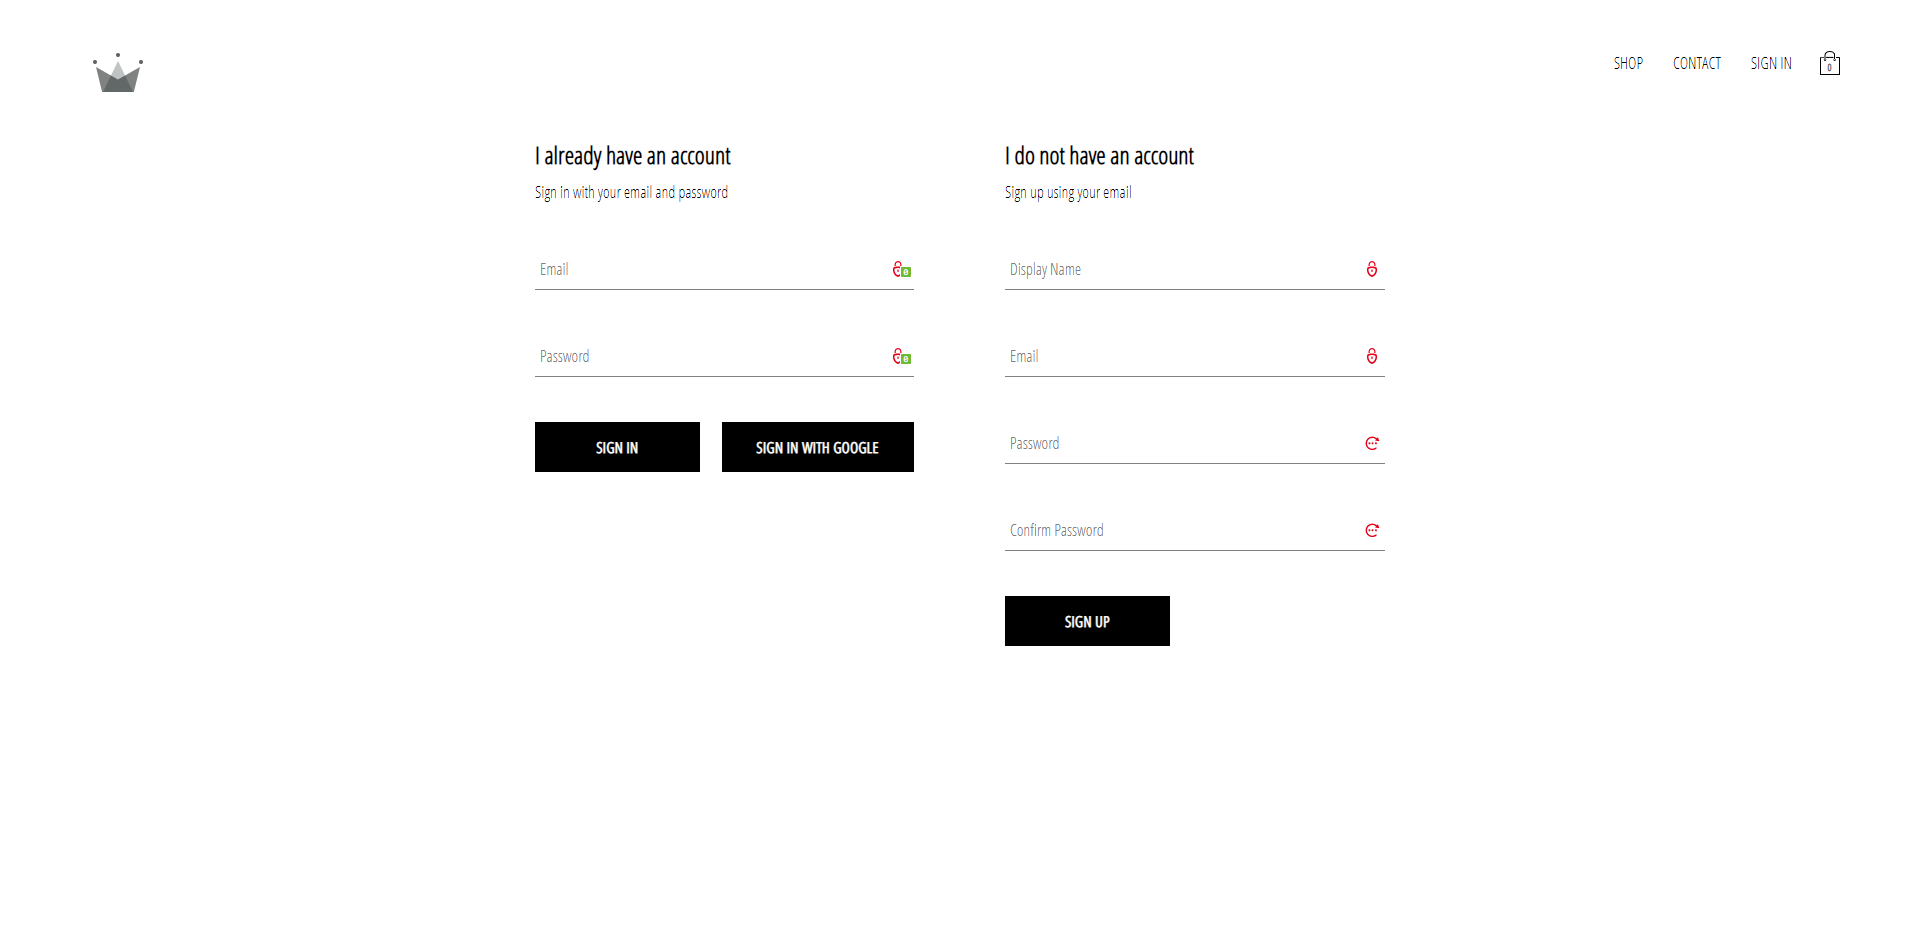 SHOP CONTACT SIGN IN 0
I already have an account
Sign in with your email and password
Email
Password
SIGN IN SIGN IN WITH GOOGLE
I do not have an account
Sign up using your email
Display Name
Email
Password
Confirm Password
SIGN UP